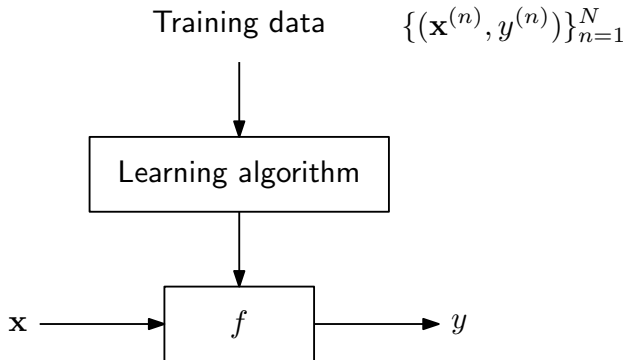 Training data {(x^(n), y^(n))}_{n=1}^N
Learning algorithm
x f y